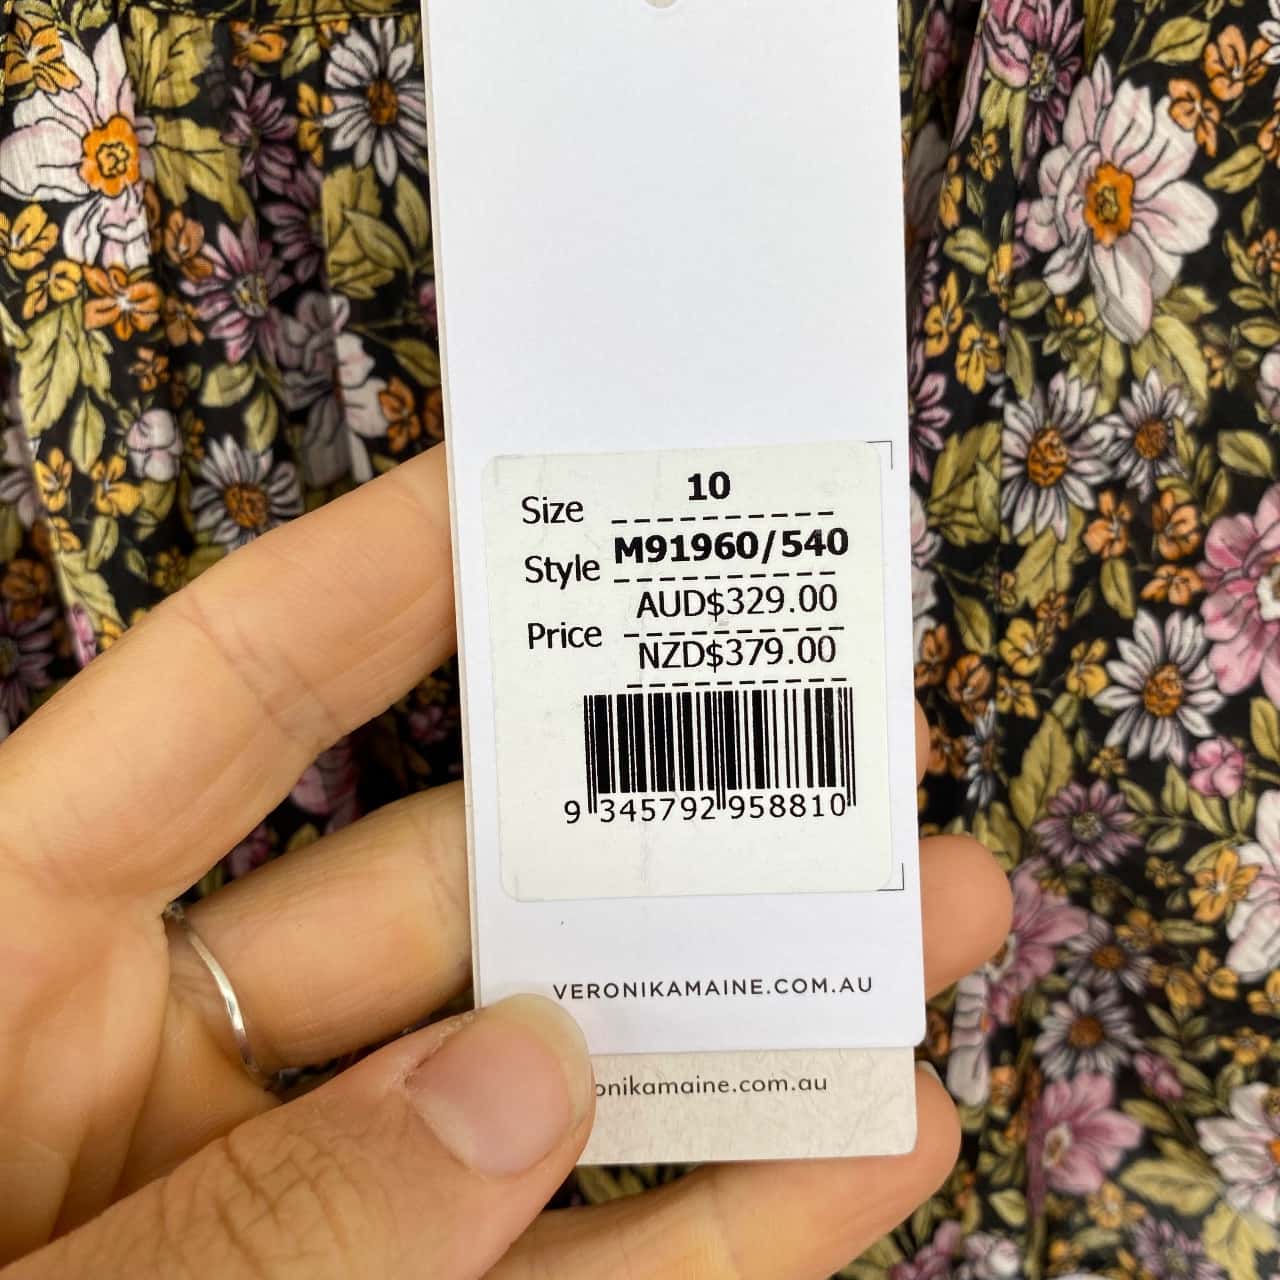 Size 10
Style M91960/540
AUD$329.00
Price
NZD$379.00
9 345792 958810
VERONIKAMAINE.COM.AU
onikamaine.com.au